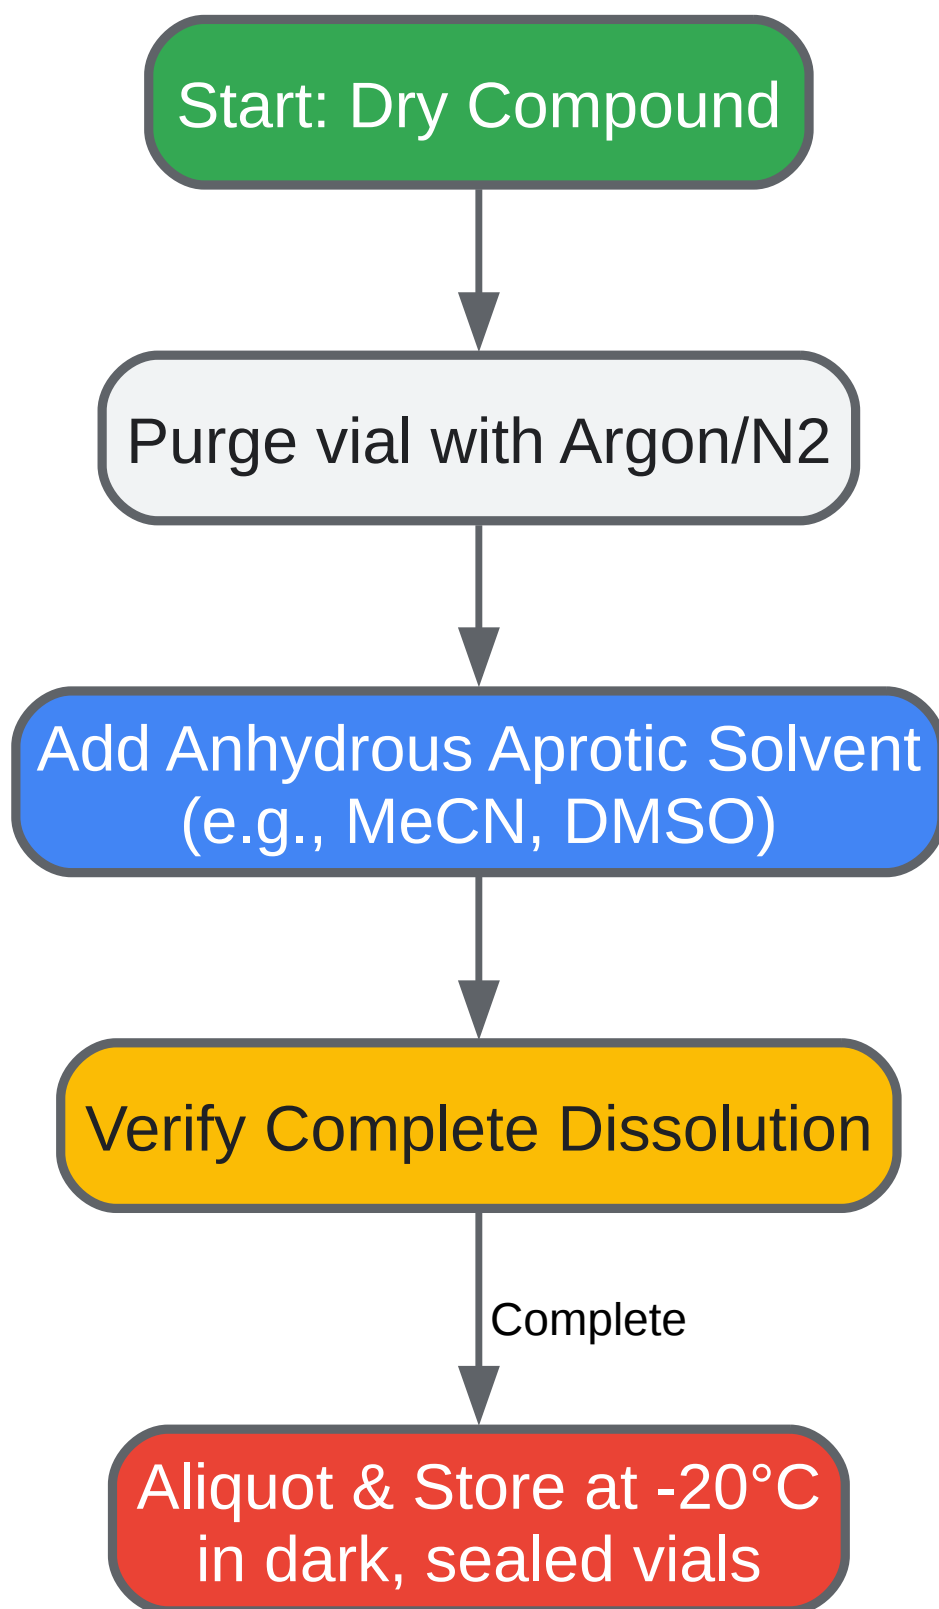 Start: Dry Compound
Purge vial with Argon/N2
Add Anhydrous Aprotic Solvent
(e.g., MeCN, DMSO)
Verify Complete Dissolution
Complete
Aliquot & Store at -20°C
in dark, sealed vials